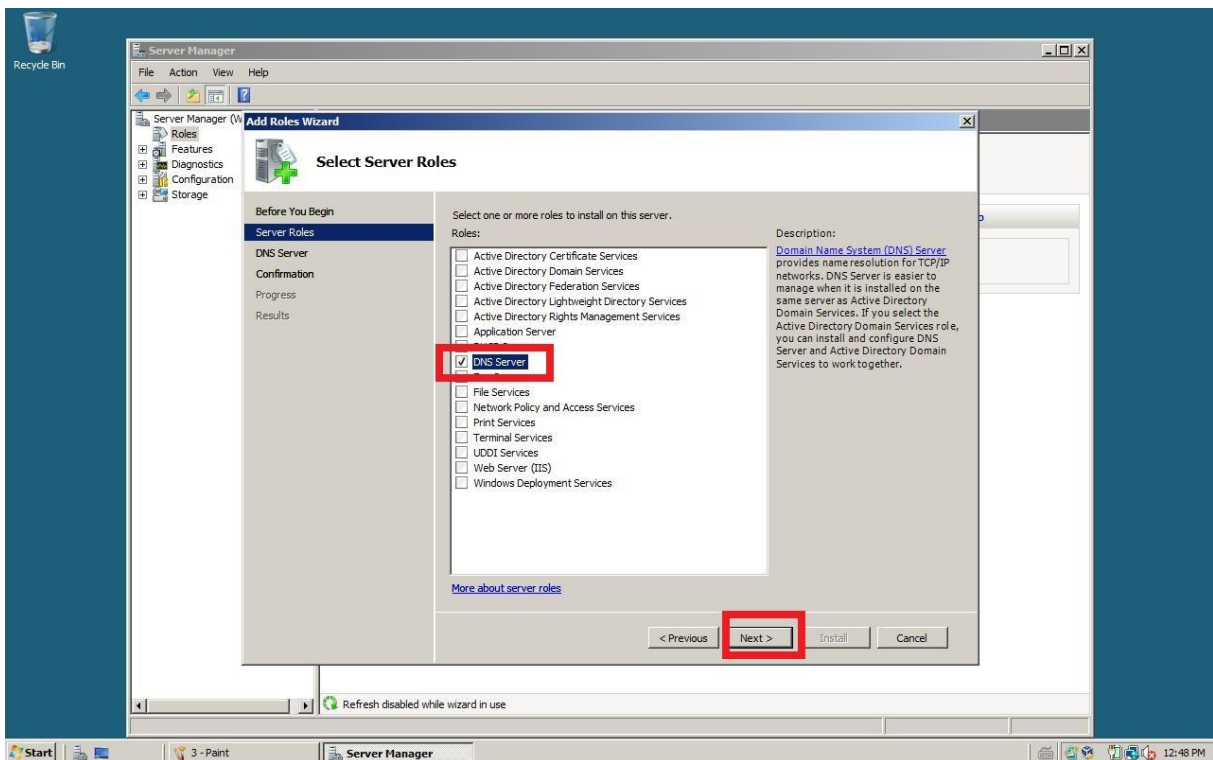 Recycle Bin
Server Manager
File Action View Help
Server Manager (W
Roles
Features
Diagnostics
Configuration
Storage
Add Roles Wizard
Select Server Roles
Before You Begin
Server Roles
DNS Server
Confirmation
Progress
Results
Select one or more roles to install on this server.
Roles:
Active Directory Certificate Services
Active Directory Domain Services
Active Directory Federation Services
Active Directory Lightweight Directory Services
Active Directory Rights Management Services
Application Server
DNS Server
File Services
Network Policy and Access Services
Print Services
Terminal Services
UDDI Services
Web Server (IIS)
Windows Deployment Services
More about server roles
Description:
Domain Name System (DNS) Server
provides name resolution for TCP/IP
networks. DNS Server is easier to
manage when it is installed on the
same server as Active Directory
Domain Services. If you select the
Active Directory Domain Services role,
you can install and configure DNS
Server and Active Directory Domain
Services to work together.
< Previous Next > Install Cancel
Refresh disabled while wizard in use
Start 3 - Paint Server Manager 12:48 PM